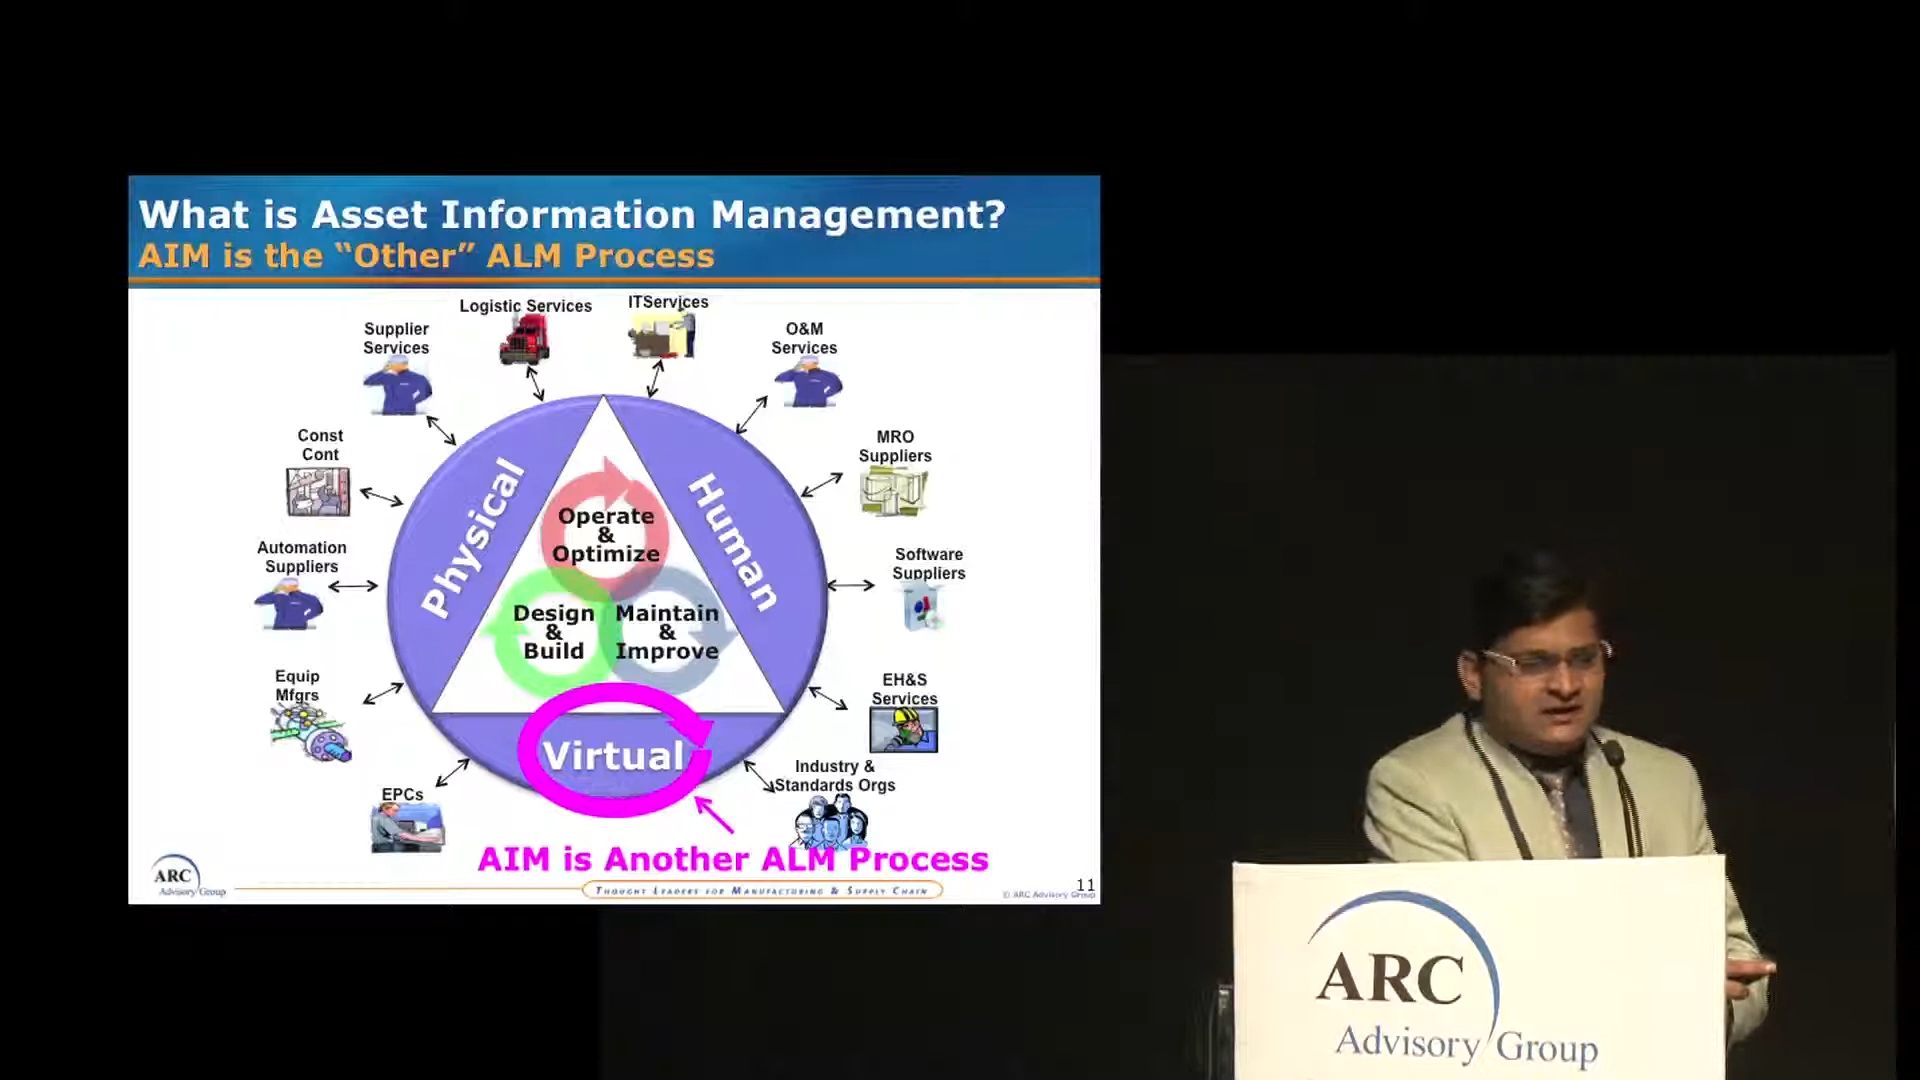 What is Asset Information Management?
AIM is the “Other” ALM Process
Logistic Services
ITServices
Supplier
Services
O&M
Services
Const
Cont
MRO
Suppliers
Automation
Suppliers
Software
Suppliers
Equip
Mfgrs
EH&S
Services
EPCs
Industry &
Standards Orgs
Physical
Human
Operate
&
Optimize
Design
&
Build
Maintain
&
Improve
Virtual
AIM is Another ALM Process
ARC
Advisory Group
THOUGHT LEADERS FOR MANUFACTURING & SUPPLY CHAIN
11
© ARC Advisory Group
ARC
Advisory Group